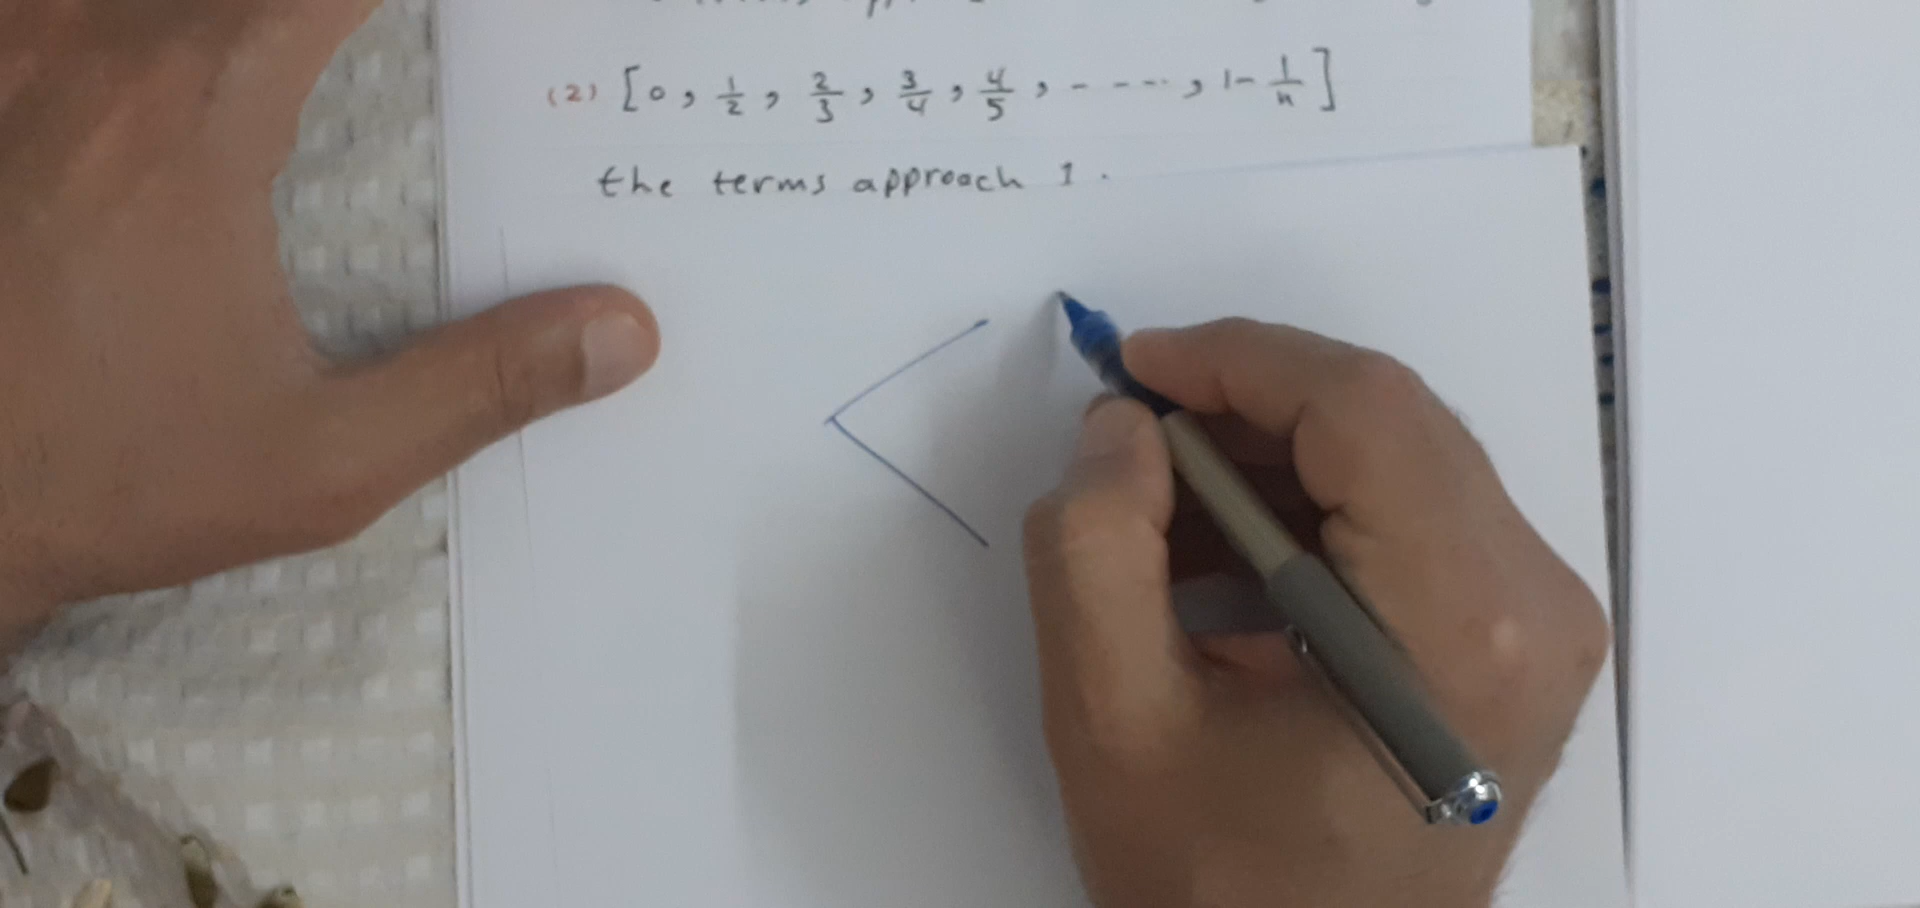 (2) [0, 1/2, 2/3, 3/4, 4/5, - - - - -, 1 - 1/n]
the terms approach 1.